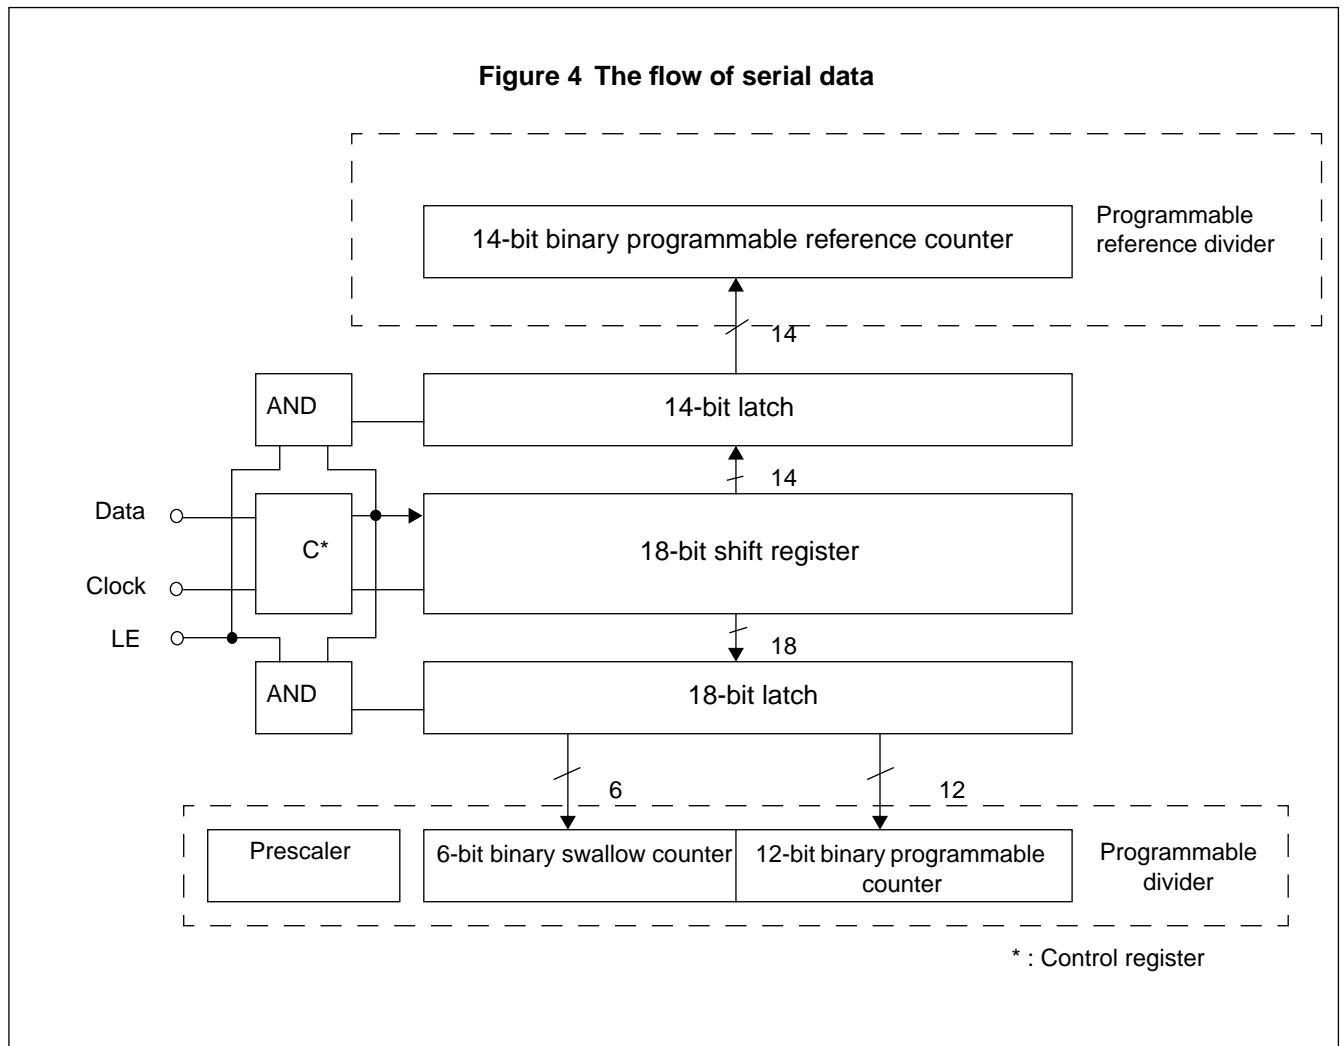 Figure 4 The flow of serial data
14-bit binary programmable reference counter
Programmable
reference divider
14
AND
14-bit latch
14
Data
C*
18-bit shift register
Clock
LE
18
AND
18-bit latch
6
12
Prescaler
6-bit binary swallow counter
12-bit binary programmable
counter
Programmable
divider
* : Control register